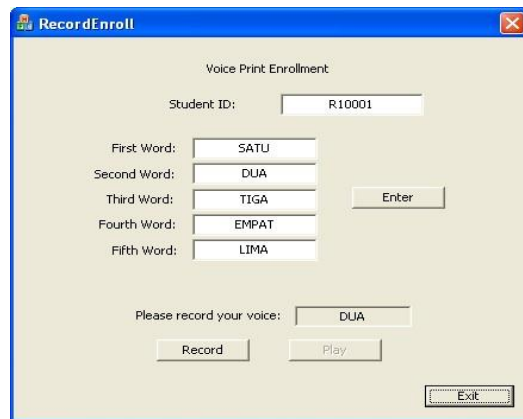 RecordEnroll
Voice Print Enrollment
Student ID: R10001
First Word: SATU
Second Word: DUA
Third Word: TIGA
Enter
Fourth Word: EMPAT
Fifth Word: LIMA
Please record your voice: DUA
Record Play
Exit